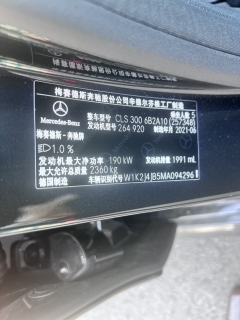 梅赛德斯奔驰股份公司辛德尔芬根工厂制造
Mercedes-Benz
梅赛德斯-奔驰牌
整车型号 CLS 300 6B2A10 (257348)
乘坐人数 5
发动机型号 264 920
制造年月 2021-06
1.0 %
发动机最大净功率 190 kW
发动机排量 1991 mL
最大允许总质量 2360 kg
车辆识别代号 W1K2J4JB5MA094296